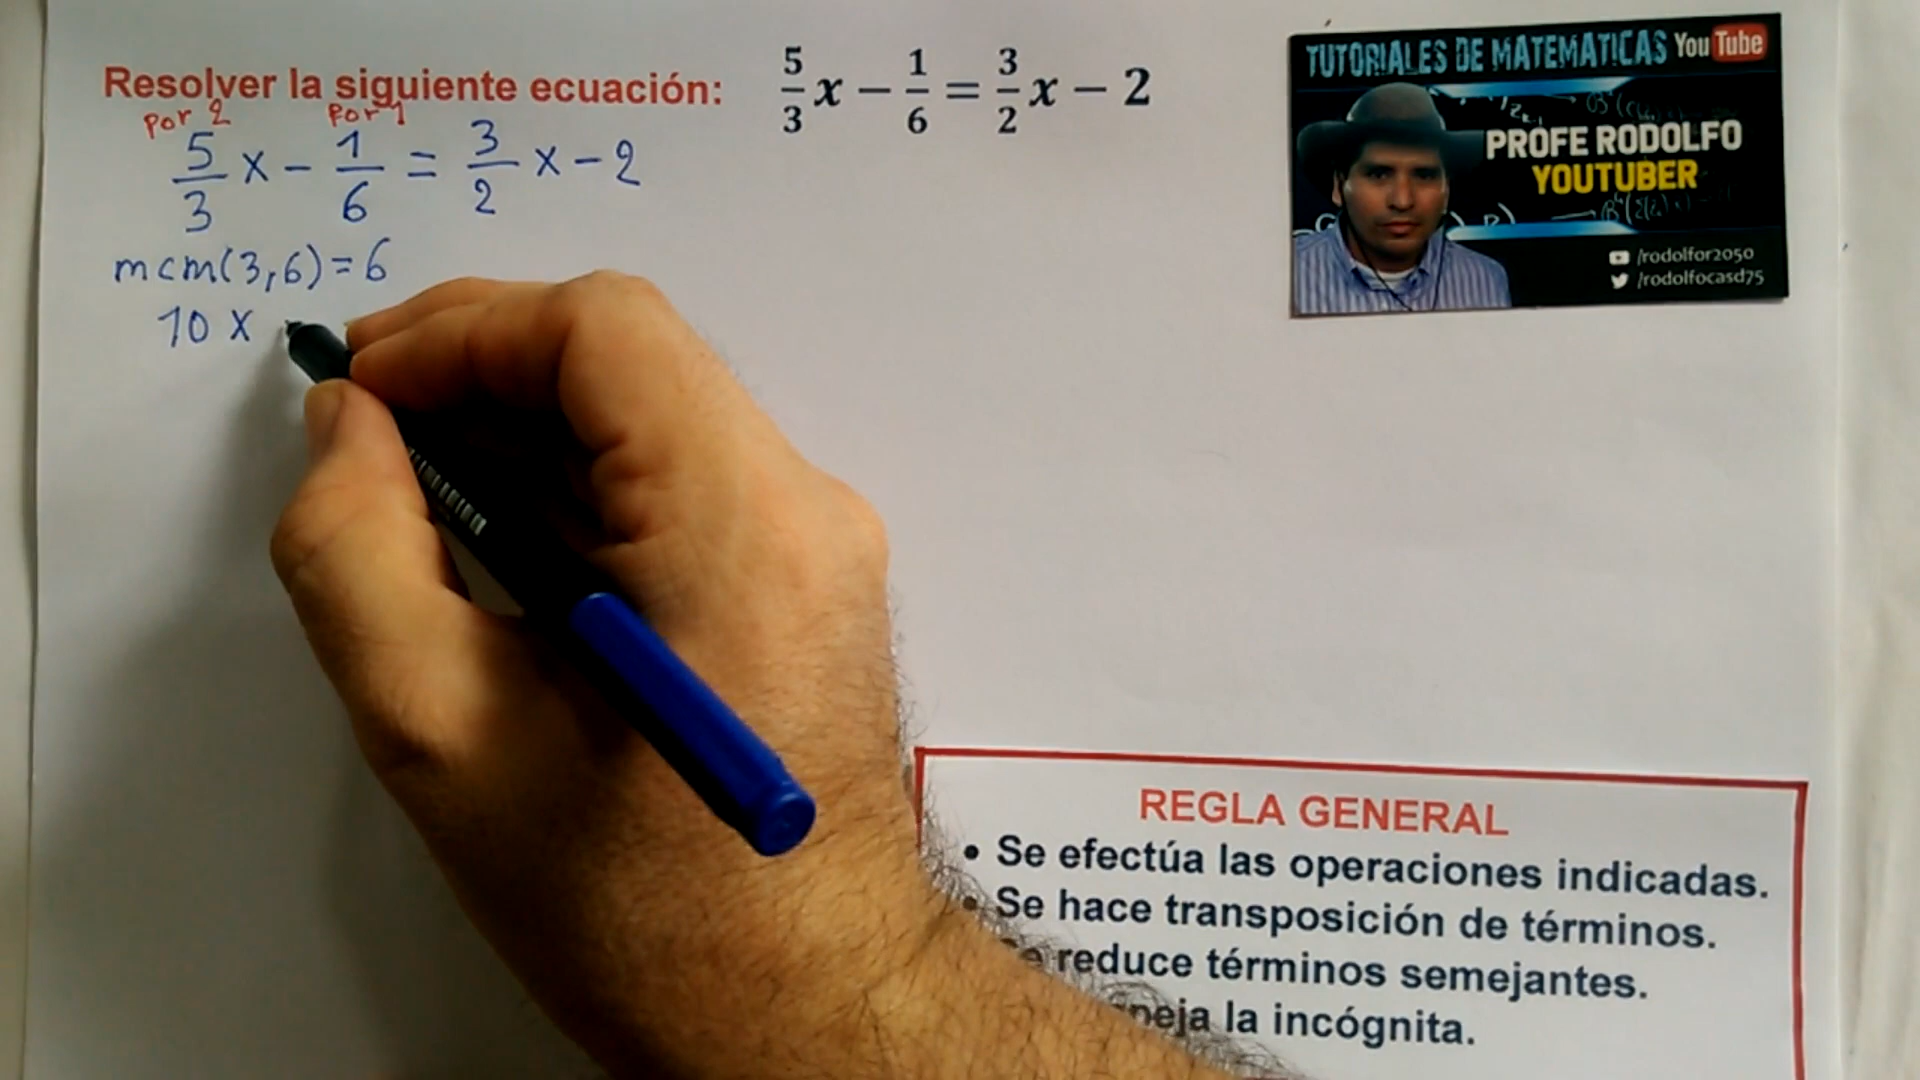 Resolver la siguiente ecuación: 5/3 x − 1/6 = 3/2 x − 2
por 2 por 1
5/3 x − 1/6 = 3/2 x − 2
mcm(3,6)=6
10 x
TUTORIALES DE MATEMATICAS YouTube
PROFE RODOLFO
YOUTUBER
/rodolfor2050
/rodolfocasd75
REGLA GENERAL
• Se efectúa las operaciones indicadas.
• Se hace transposición de términos.
reduce términos semejantes.
la incógnita.